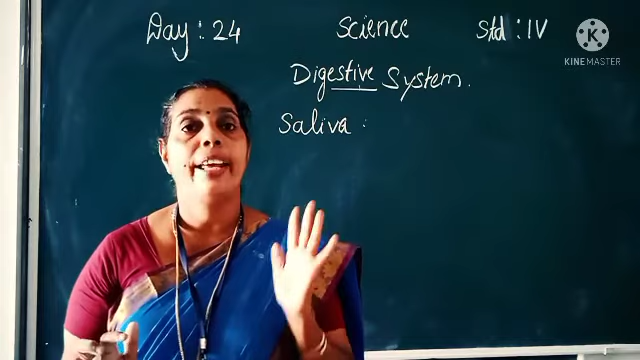 Day : 24 Science Std : IV
Digestive System.
Saliva :
K
KINEMASTER